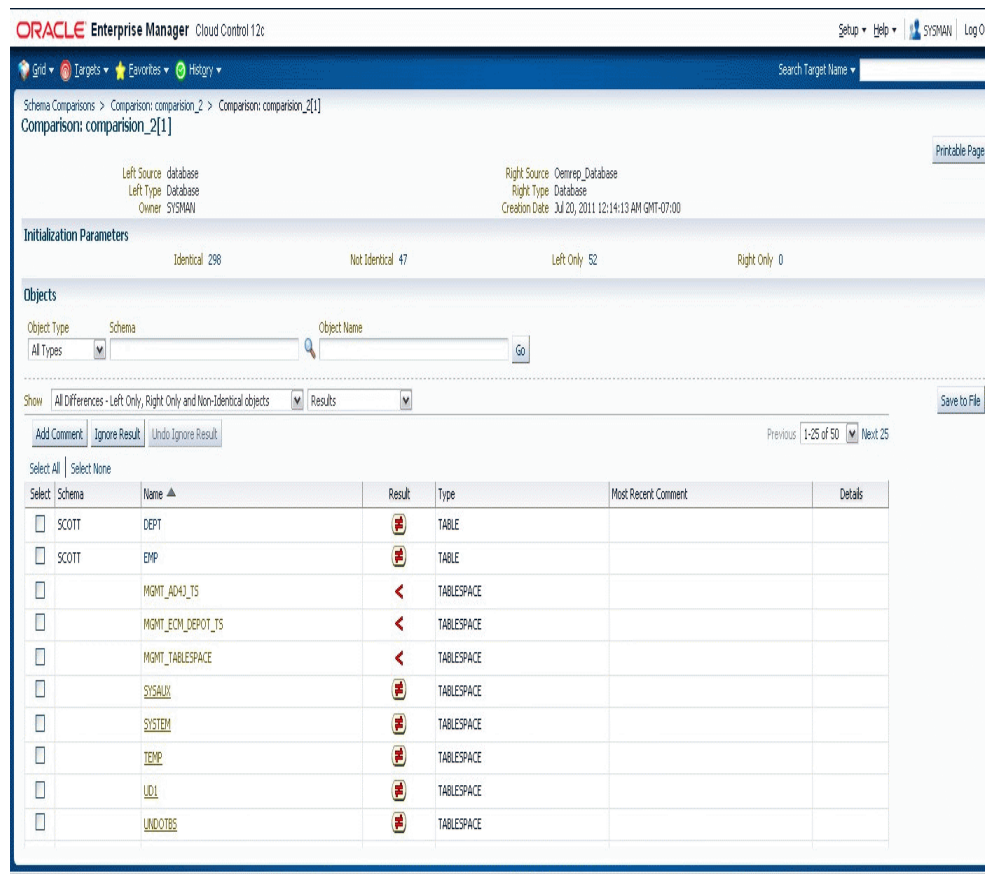 ORACLE Enterprise Manager Cloud Control 12c
Setup Help SYSMAN Log O
Grid Targets Favorites History Search Target Name
Schema Comparisons > Comparison: comparision_2 > Comparison: comparision_2[1]
Comparison: comparision_2[1]
Printable Page
Left Source database Right Source Oemrep_Database
Left Type Database Right Type Database
Owner SYSMAN Creation Date Jul 20, 2011 12:14:13 AM GMT-07:00
Initialization Parameters
Identical 298 Not Identical 47 Left Only 52 Right Only 0
Objects
Object Type Schema Object Name
All Types Go
Show All Differences - Left Only, Right Only and Non-Identical objects Results Save to File
Add Comment Ignore Result Undo Ignore Result Previous 1-25 of 50 Next 25
Select All | Select None
Select Schema Name Result Type Most Recent Comment Details
SCOTT DEPT ≠ TABLE
SCOTT EMP ≠ TABLE
MGMT_AD4J_TS < TABLESPACE
MGMT_ECM_DEPOT_TS < TABLESPACE
MGMT_TABLESPACE < TABLESPACE
SYSAUX ≠ TABLESPACE
SYSTEM ≠ TABLESPACE
TEMP ≠ TABLESPACE
UD1 ≠ TABLESPACE
UNDOTBS ≠ TABLESPACE